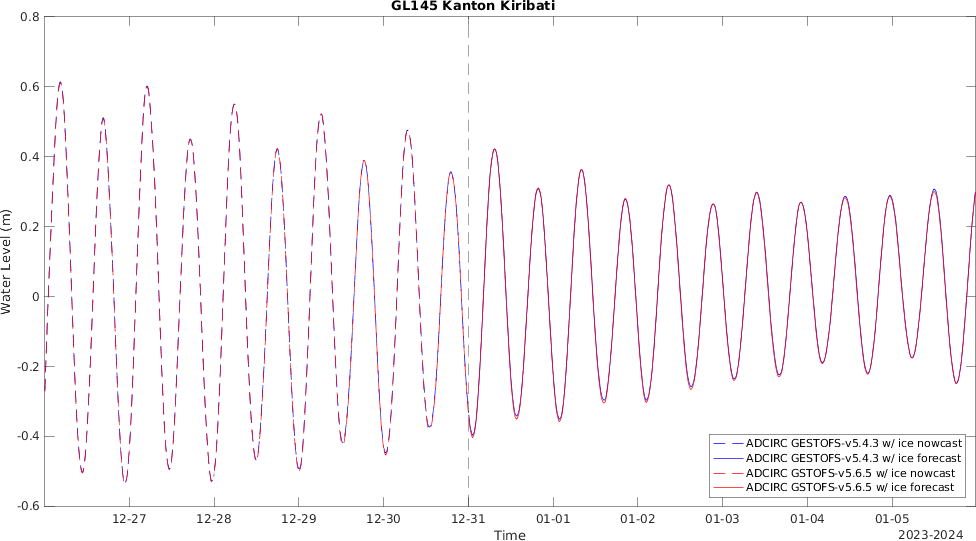 GL145 Kanton Kiribati
0.8
0.6
0.4
0.2
0
-0.2
-0.4
-0.6
Water Level (m)
12-27 12-28 12-29 12-30 12-31 01-01 01-02 01-03 01-04 01-05
Time
2023-2024
ADCIRC GESTOFS-v5.4.3 w/ ice nowcast
ADCIRC GESTOFS-v5.4.3 w/ ice forecast
ADCIRC GSTOFS-v5.6.5 w/ ice nowcast
ADCIRC GSTOFS-v5.6.5 w/ ice forecast